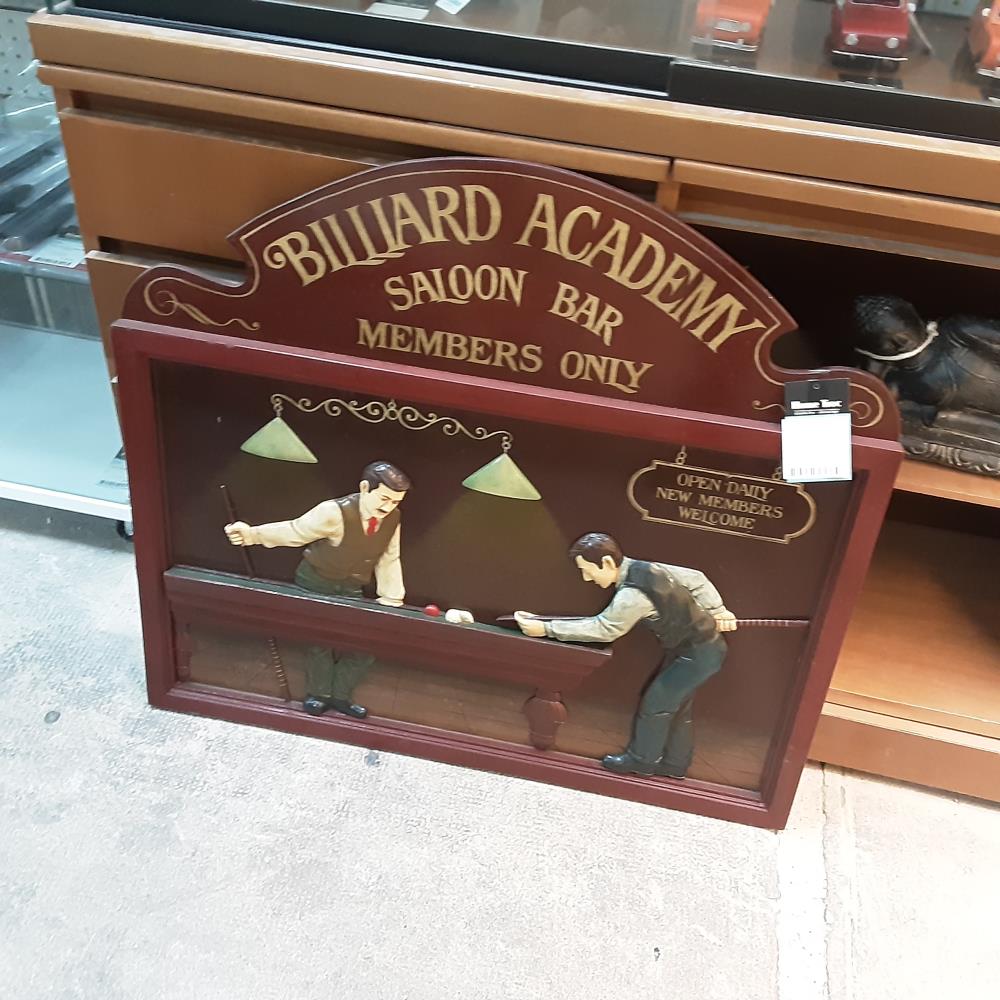 BILLIARD ACADEMY
SALOON BAR
MEMBERS ONLY
OPEN DAILY
NEW MEMBERS
WELCOME